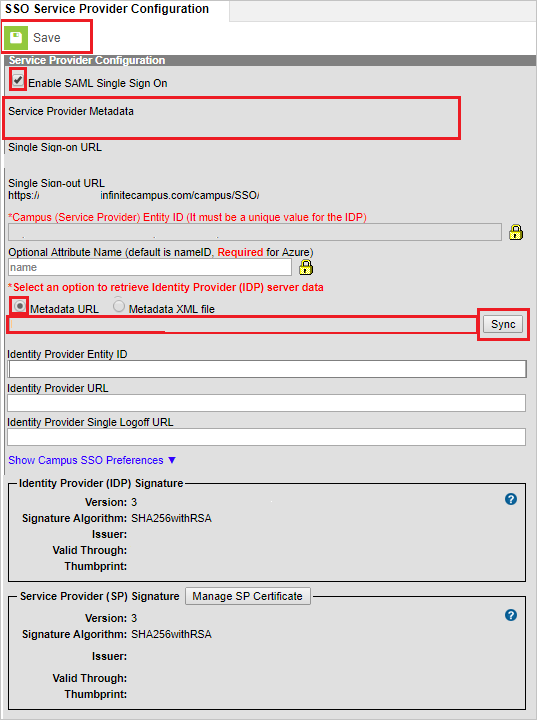 SSO Service Provider Configuration
Save
Service Provider Configuration
Enable SAML Single Sign On
Service Provider Metadata
Single Sign-on URL
Single Sign-out URL
https:/ infinitecampus.com/campus/SSO/
*Campus (Service Provider) Entity ID (It must be a unique value for the IDP)
Optional Attribute Name (default is nameID, Required for Azure)
name
*Select an option to retrieve Identity Provider (IDP) server data
Metadata URL Metadata XML file
Sync
Identity Provider Entity ID
Identity Provider URL
Identity Provider Single Logoff URL
Show Campus SSO Preferences ▼
Identity Provider (IDP) Signature
Version: 3 ?
Signature Algorithm: SHA256withRSA
Issuer:
Valid Through:
Thumbprint:
Service Provider (SP) Signature Manage SP Certificate
Version: 3 ?
Signature Algorithm: SHA256withRSA
Issuer:
Valid Through:
Thumbprint: